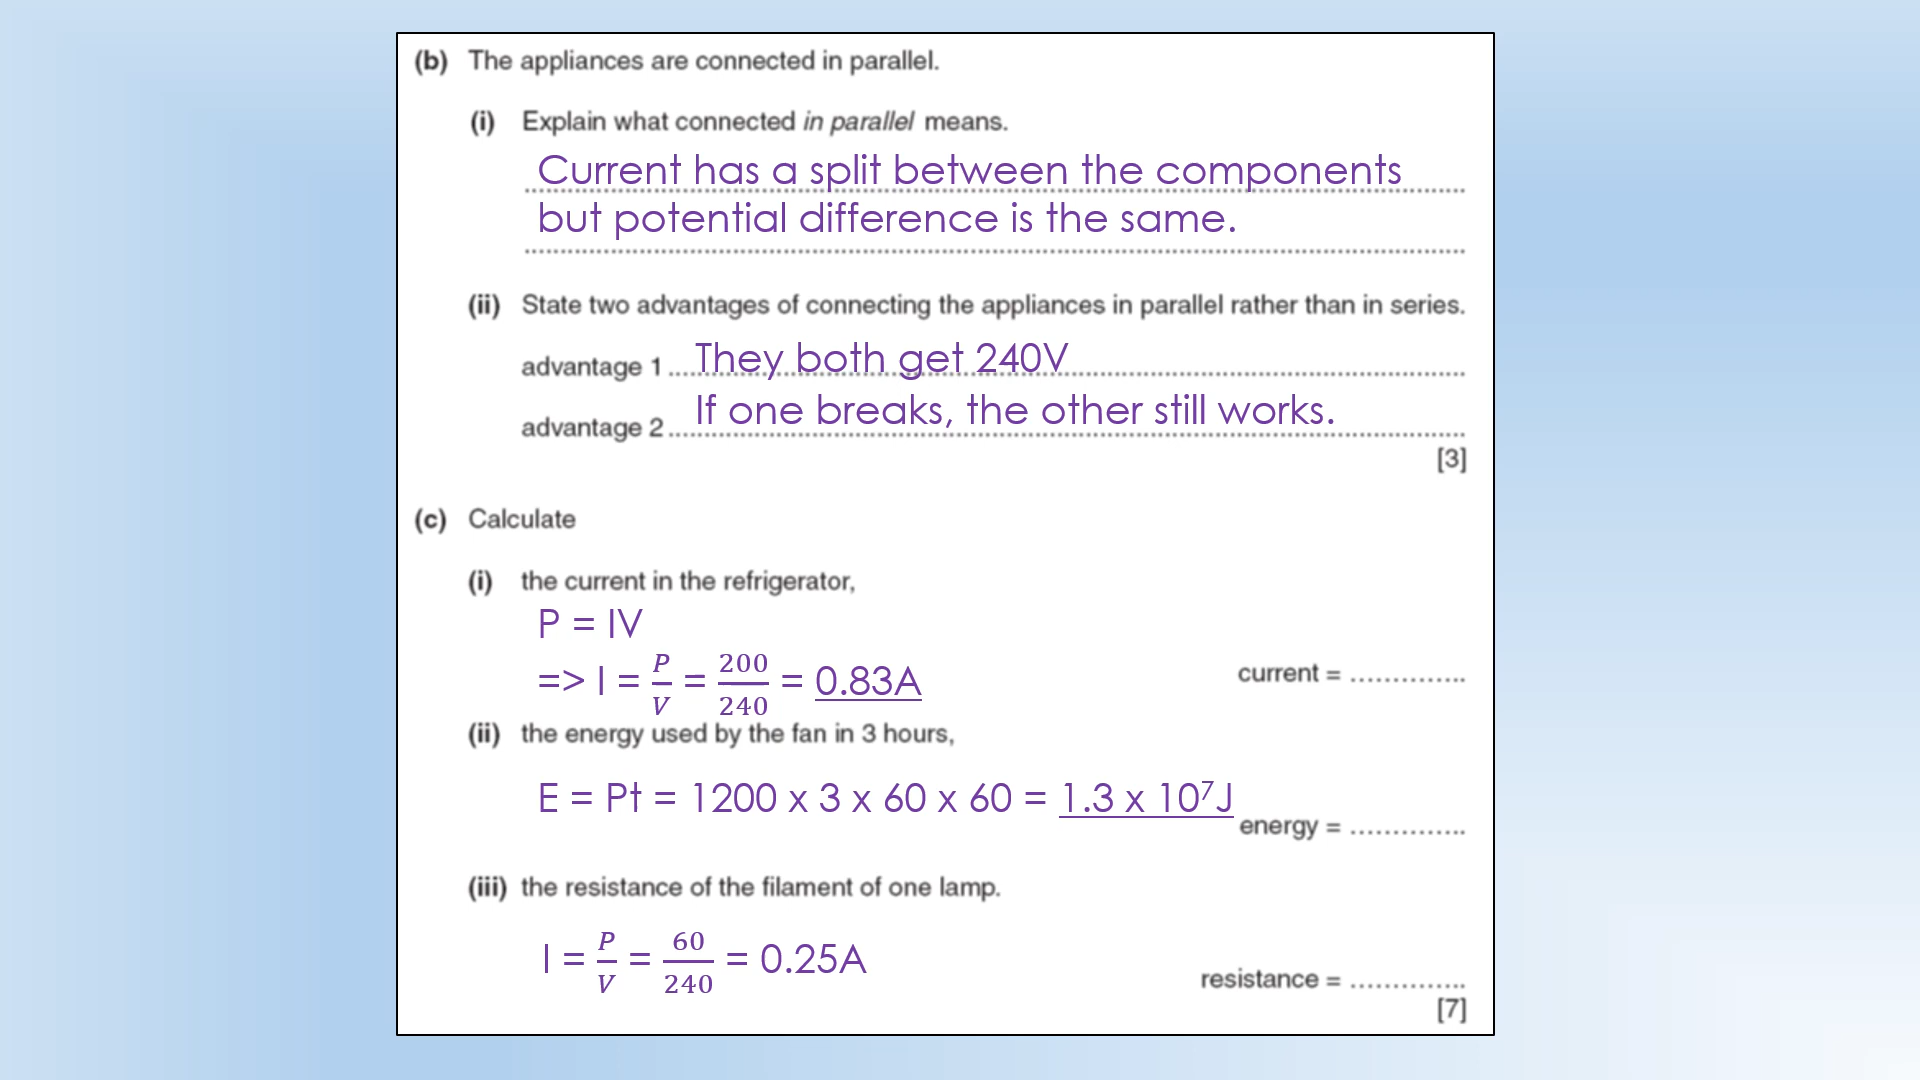 (b) The appliances are connected in parallel.
(i) Explain what connected in parallel means.
Current has a split between the components
but potential difference is the same.
(ii) State two advantages of connecting the appliances in parallel rather than in series.
advantage 1 They both get 240V
advantage 2 If one breaks, the other still works.
[3]
(c) Calculate
(i) the current in the refrigerator,
P = IV
=> I = P/V = 200/240 = 0.83A
current = ..............
(ii) the energy used by the fan in 3 hours,
E = Pt = 1200 x 3 x 60 x 60 = 1.3 x 10⁷J
energy = ..............
(iii) the resistance of the filament of one lamp.
I = P/V = 60/240 = 0.25A
resistance = ..............
[7]